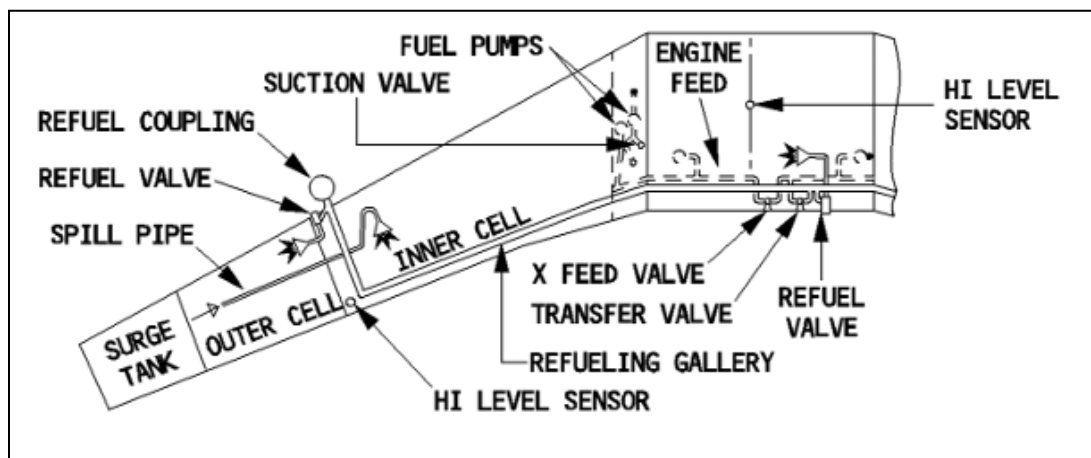 FUEL PUMPS
SUCTION VALVE
ENGINE
FEED
HI LEVEL
SENSOR
REFUEL COUPLING
REFUEL VALVE
SPILL PIPE
INNER CELL
X FEED VALVE
TRANSFER VALVE
REFUEL
VALVE
OUTER CELL
SURGE
TANK
REFUELING GALLERY
HI LEVEL SENSOR